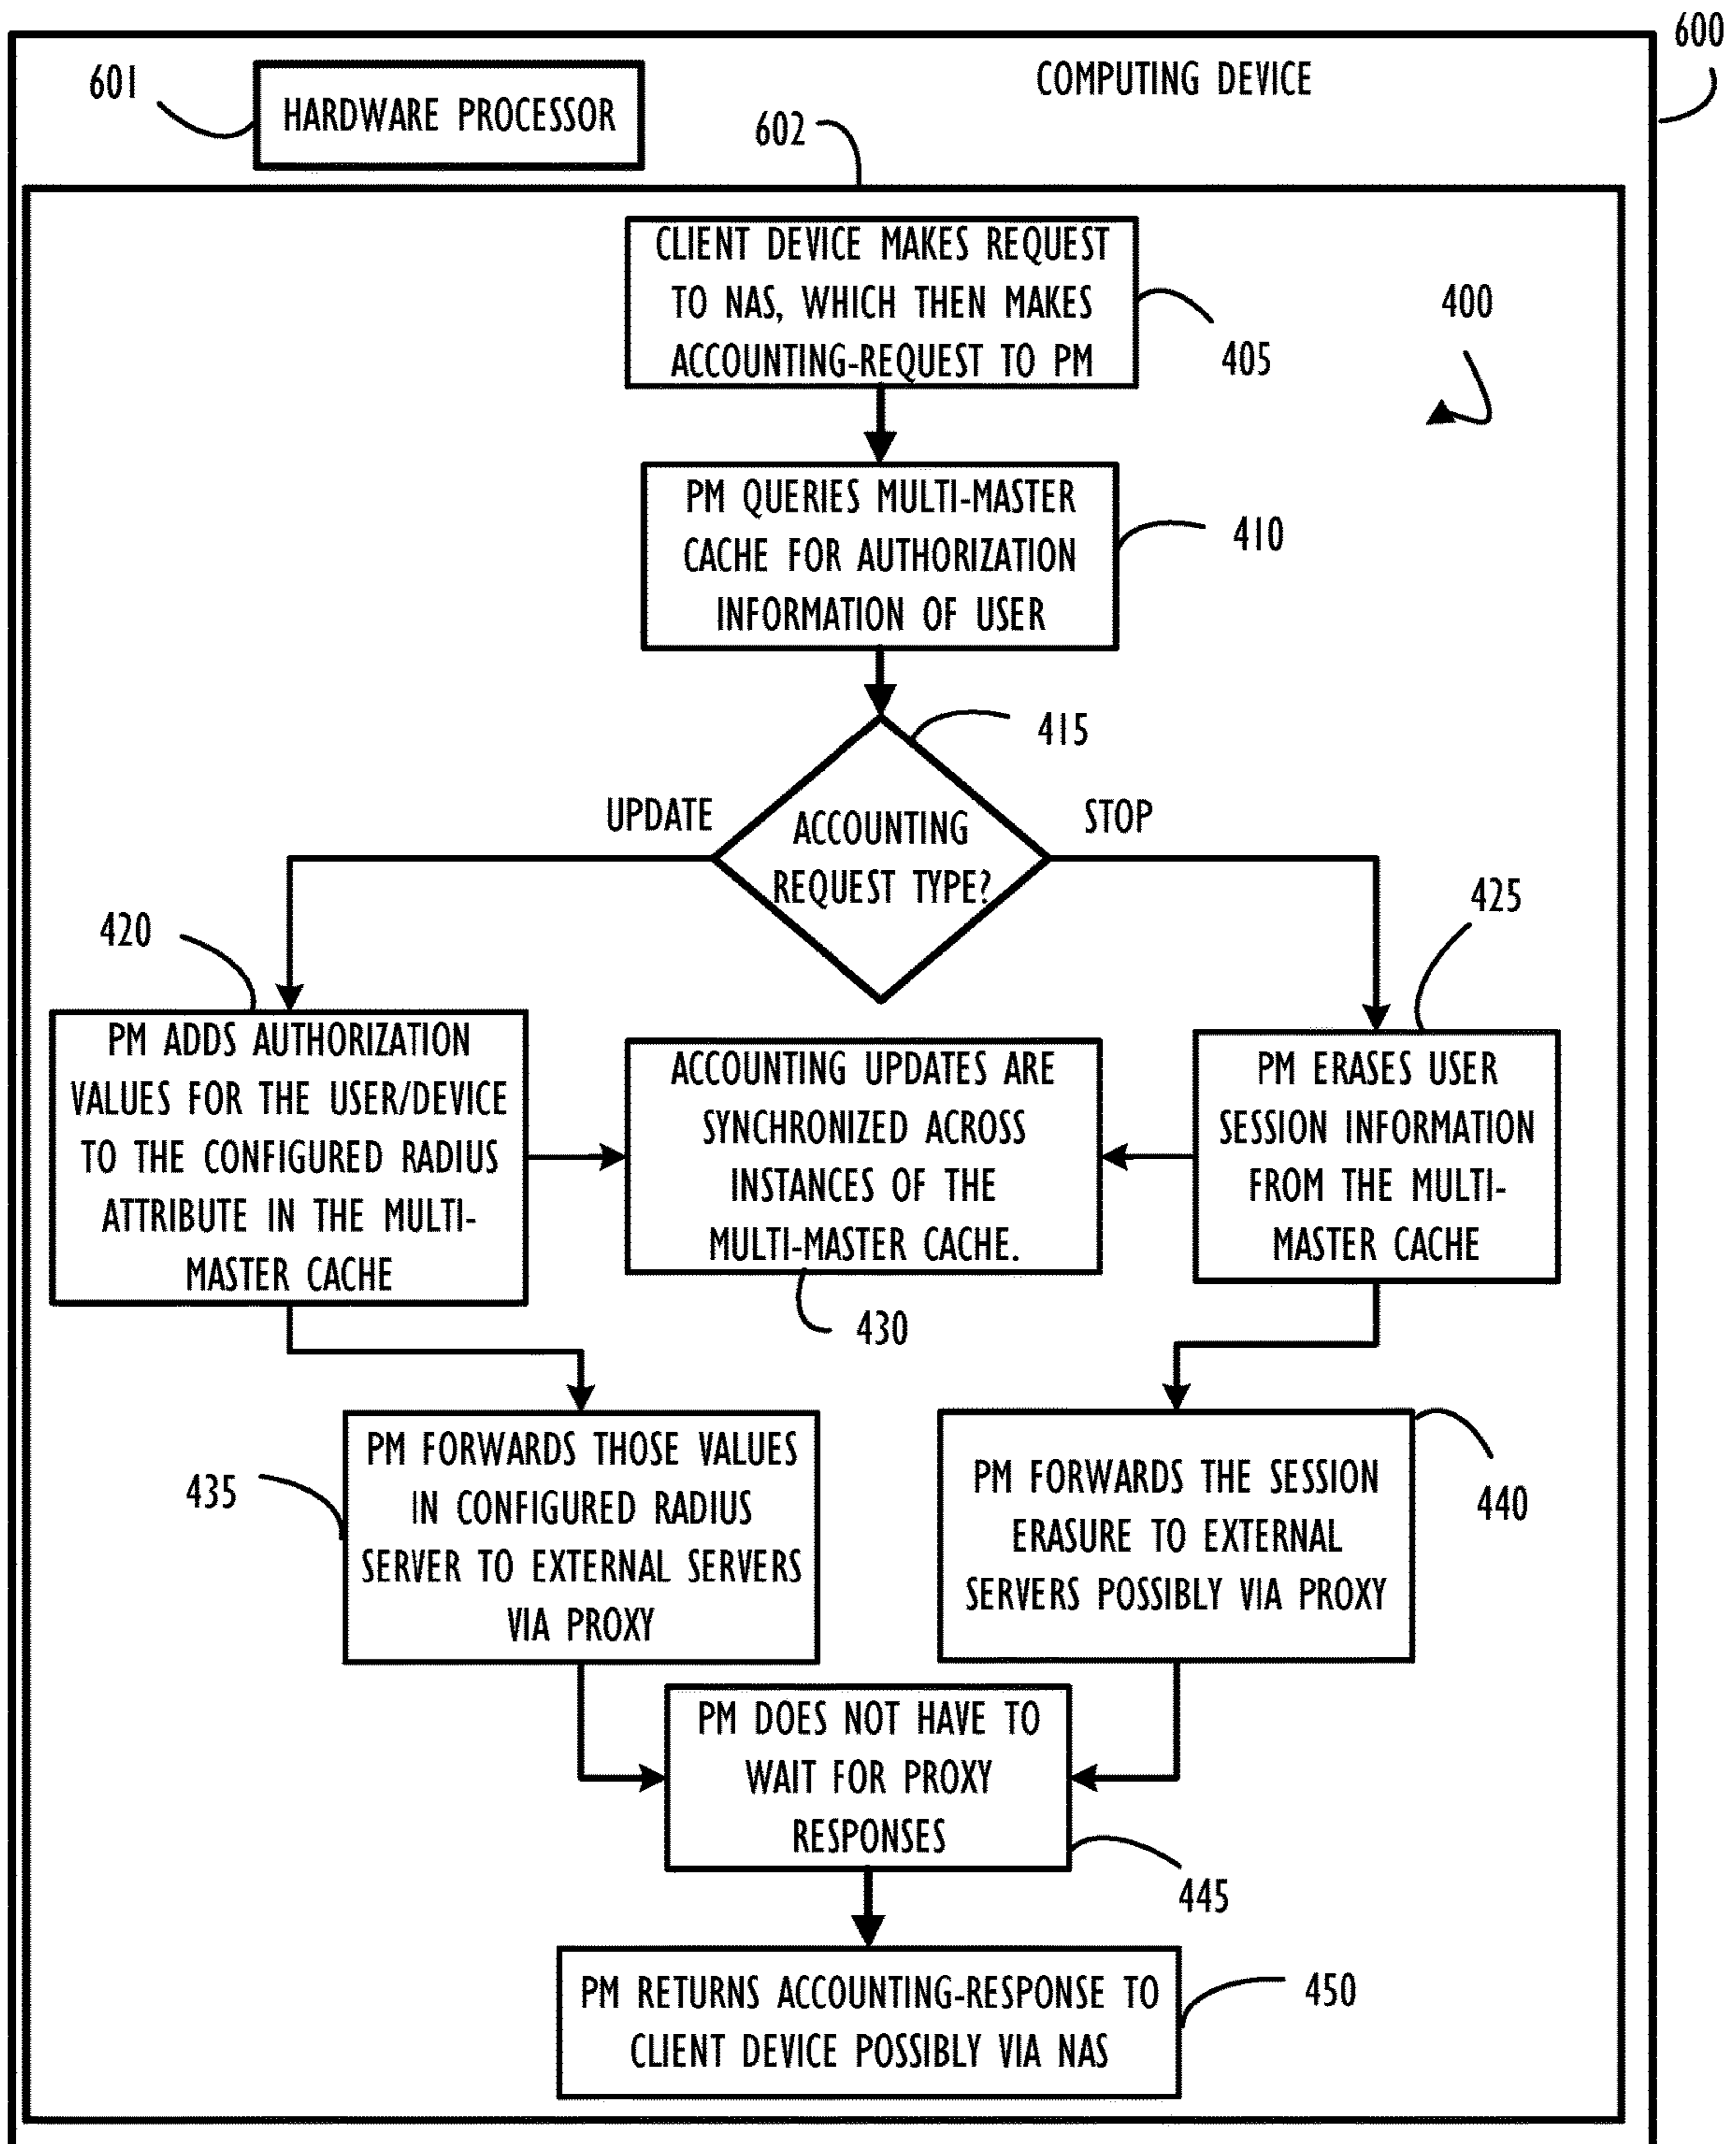 600
601
HARDWARE PROCESSOR
COMPUTING DEVICE
602
CLIENT DEVICE MAKES REQUEST
TO NAS, WHICH THEN MAKES
ACCOUNTING-REQUEST TO PM
405
400
PM QUERIES MULTI-MASTER
CACHE FOR AUTHORIZATION
INFORMATION OF USER
410
415
UPDATE
ACCOUNTING
REQUEST TYPE?
STOP
420
425
PM ADDS AUTHORIZATION
VALUES FOR THE USER/DEVICE
TO THE CONFIGURED RADIUS
ATTRIBUTE IN THE MULTI-
MASTER CACHE
ACCOUNTING UPDATES ARE
SYNCHRONIZED ACROSS
INSTANCES OF THE
MULTI-MASTER CACHE.
430
PM ERASES USER
SESSION INFORMATION
FROM THE MULTI-
MASTER CACHE
435
PM FORWARDS THOSE VALUES
IN CONFIGURED RADIUS
SERVER TO EXTERNAL SERVERS
VIA PROXY
PM FORWARDS THE SESSION
ERASURE TO EXTERNAL
SERVERS POSSIBLY VIA PROXY
440
PM DOES NOT HAVE TO
WAIT FOR PROXY
RESPONSES
445
PM RETURNS ACCOUNTING-RESPONSE TO
CLIENT DEVICE POSSIBLY VIA NAS
450